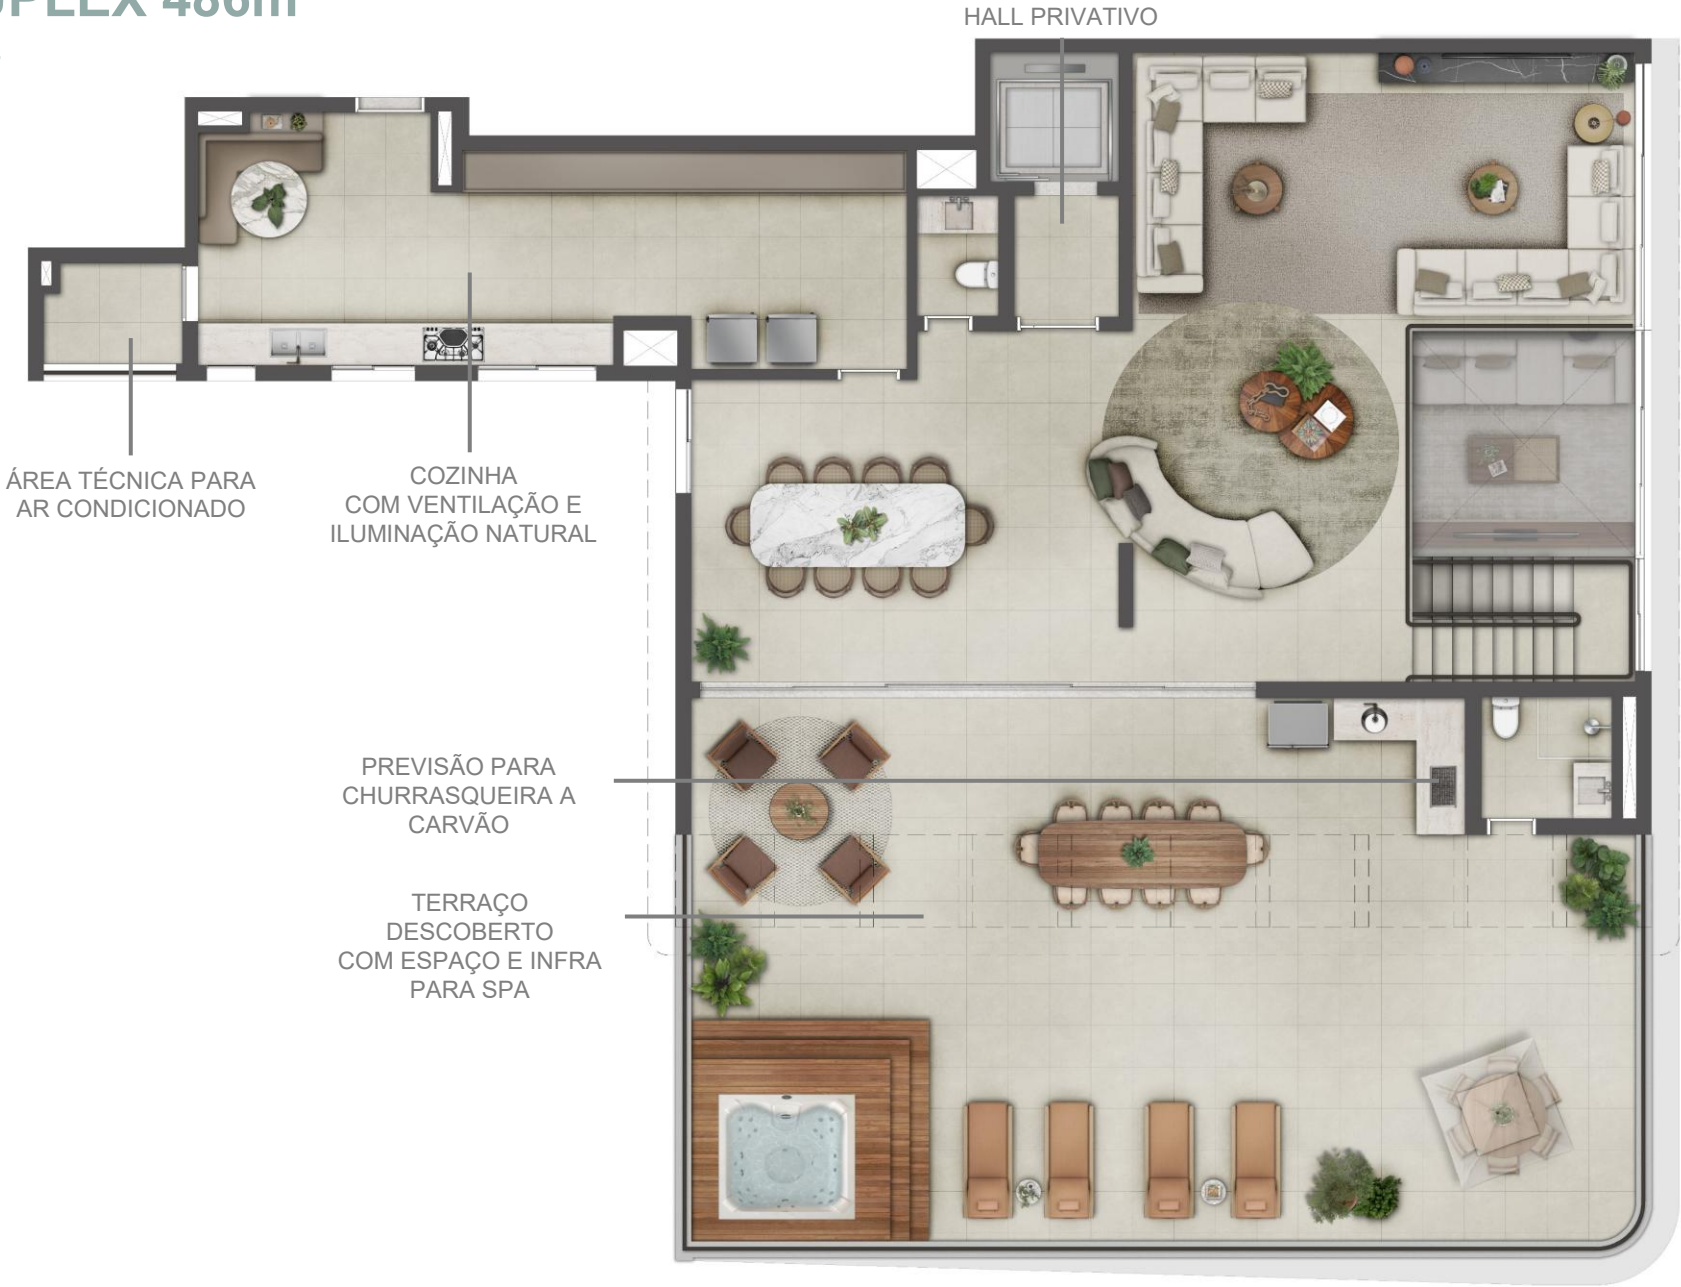 486m
HALL PRIVATIVO
ÁREA TÉCNICA PARA
AR CONDICIONADO
COZINHA
COM VENTILAÇÃO E
ILUMINAÇÃO NATURAL
PREVISÃO PARA
CHURRASQUEIRA A
CARVÃO
TERRAÇO
DESCOBERTO
COM ESPAÇO E INFRA
PARA SPA